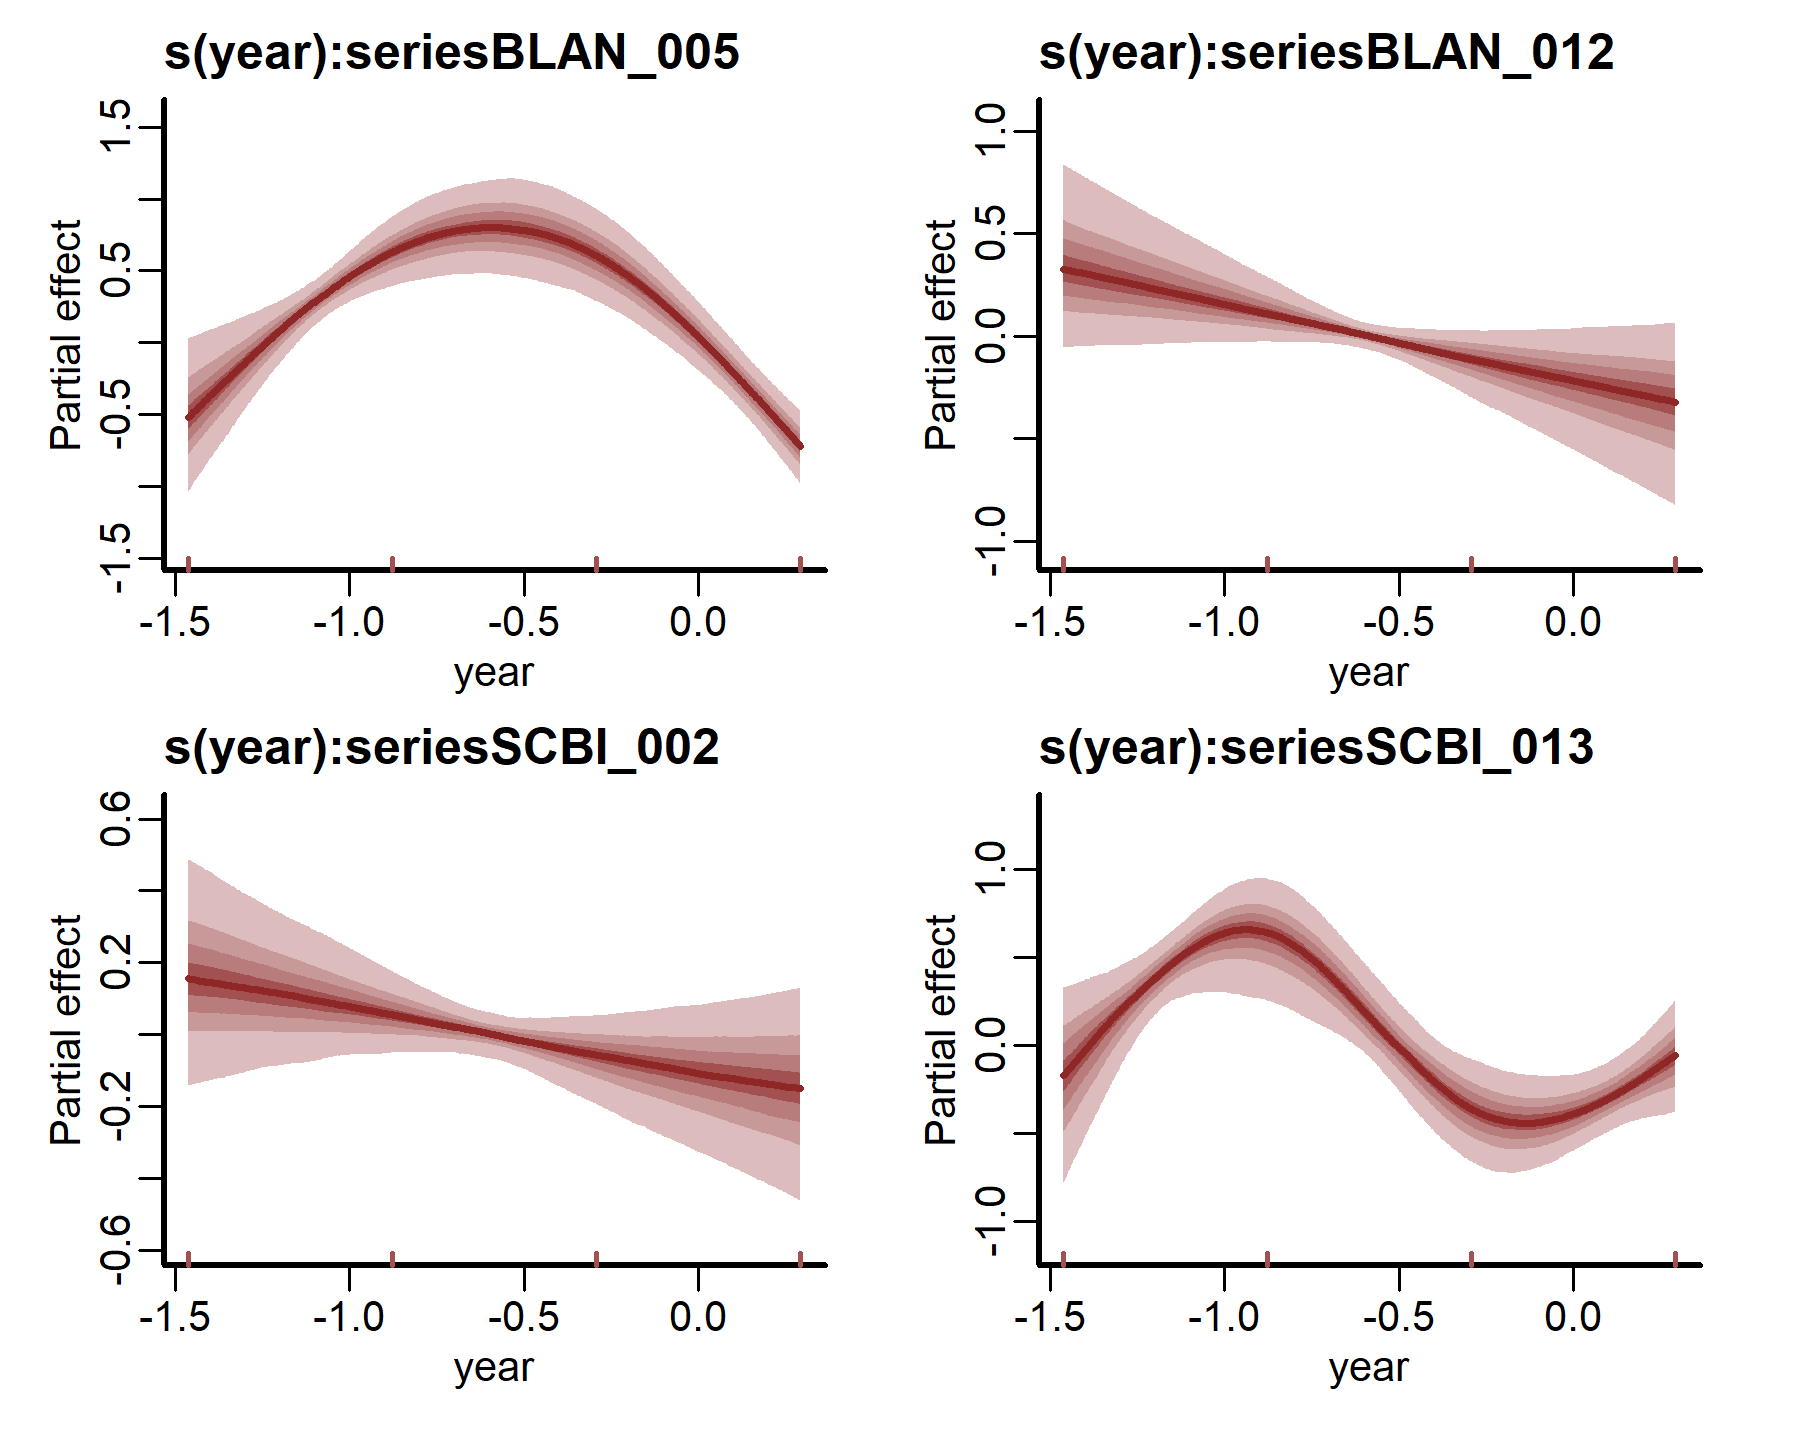 s(year):seriesBLAN_005
1.5
0.5
-0.5
-1.5
Partial effect
-1.5 -1.0 -0.5 0.0
year
s(year):seriesBLAN_012
1.0
0.5
0.0
-1.0
Partial effect
-1.5 -1.0 -0.5 0.0
year
s(year):seriesSCBI_002
0.6
0.2
-0.2
-0.6
Partial effect
-1.5 -1.0 -0.5 0.0
year
s(year):seriesSCBI_013
1.0
0.0
-1.0
Partial effect
-1.5 -1.0 -0.5 0.0
year